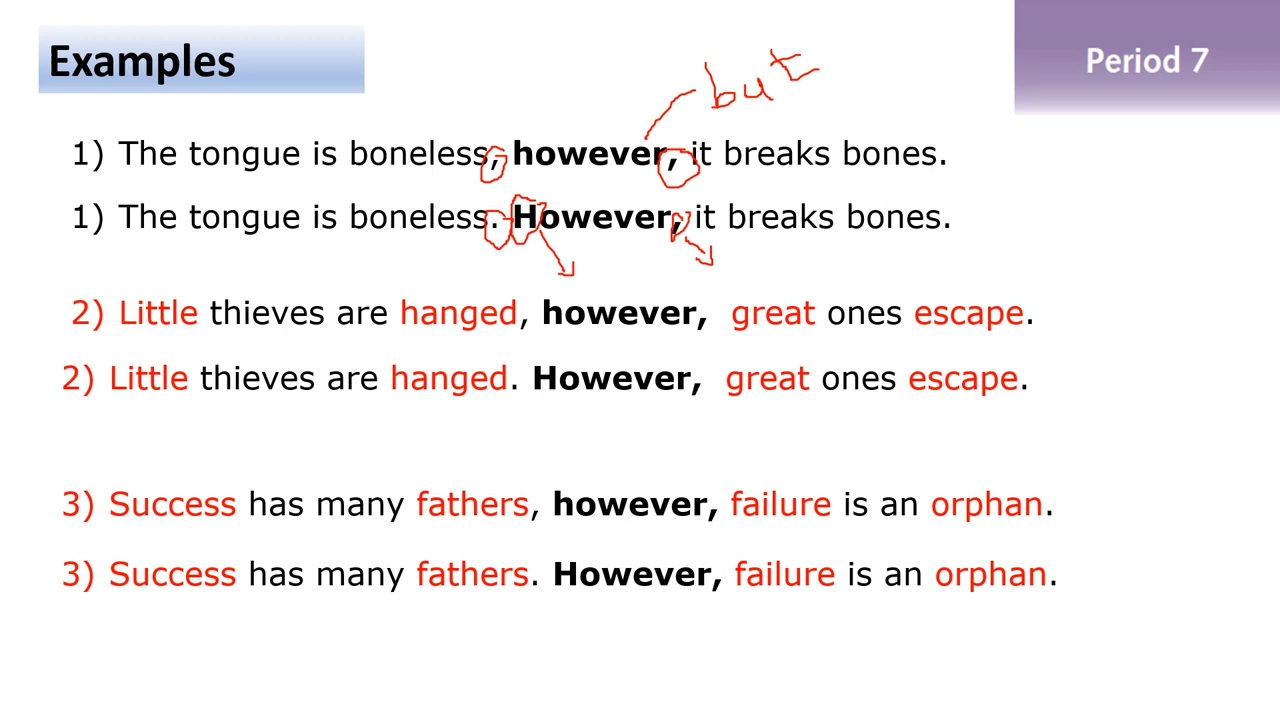 Examples
Period 7
but
1) The tongue is boneless, however, it breaks bones.
1) The tongue is boneless. However, it breaks bones.
2) Little thieves are hanged, however, great ones escape.
2) Little thieves are hanged. However, great ones escape.
3) Success has many fathers, however, failure is an orphan.
3) Success has many fathers. However, failure is an orphan.